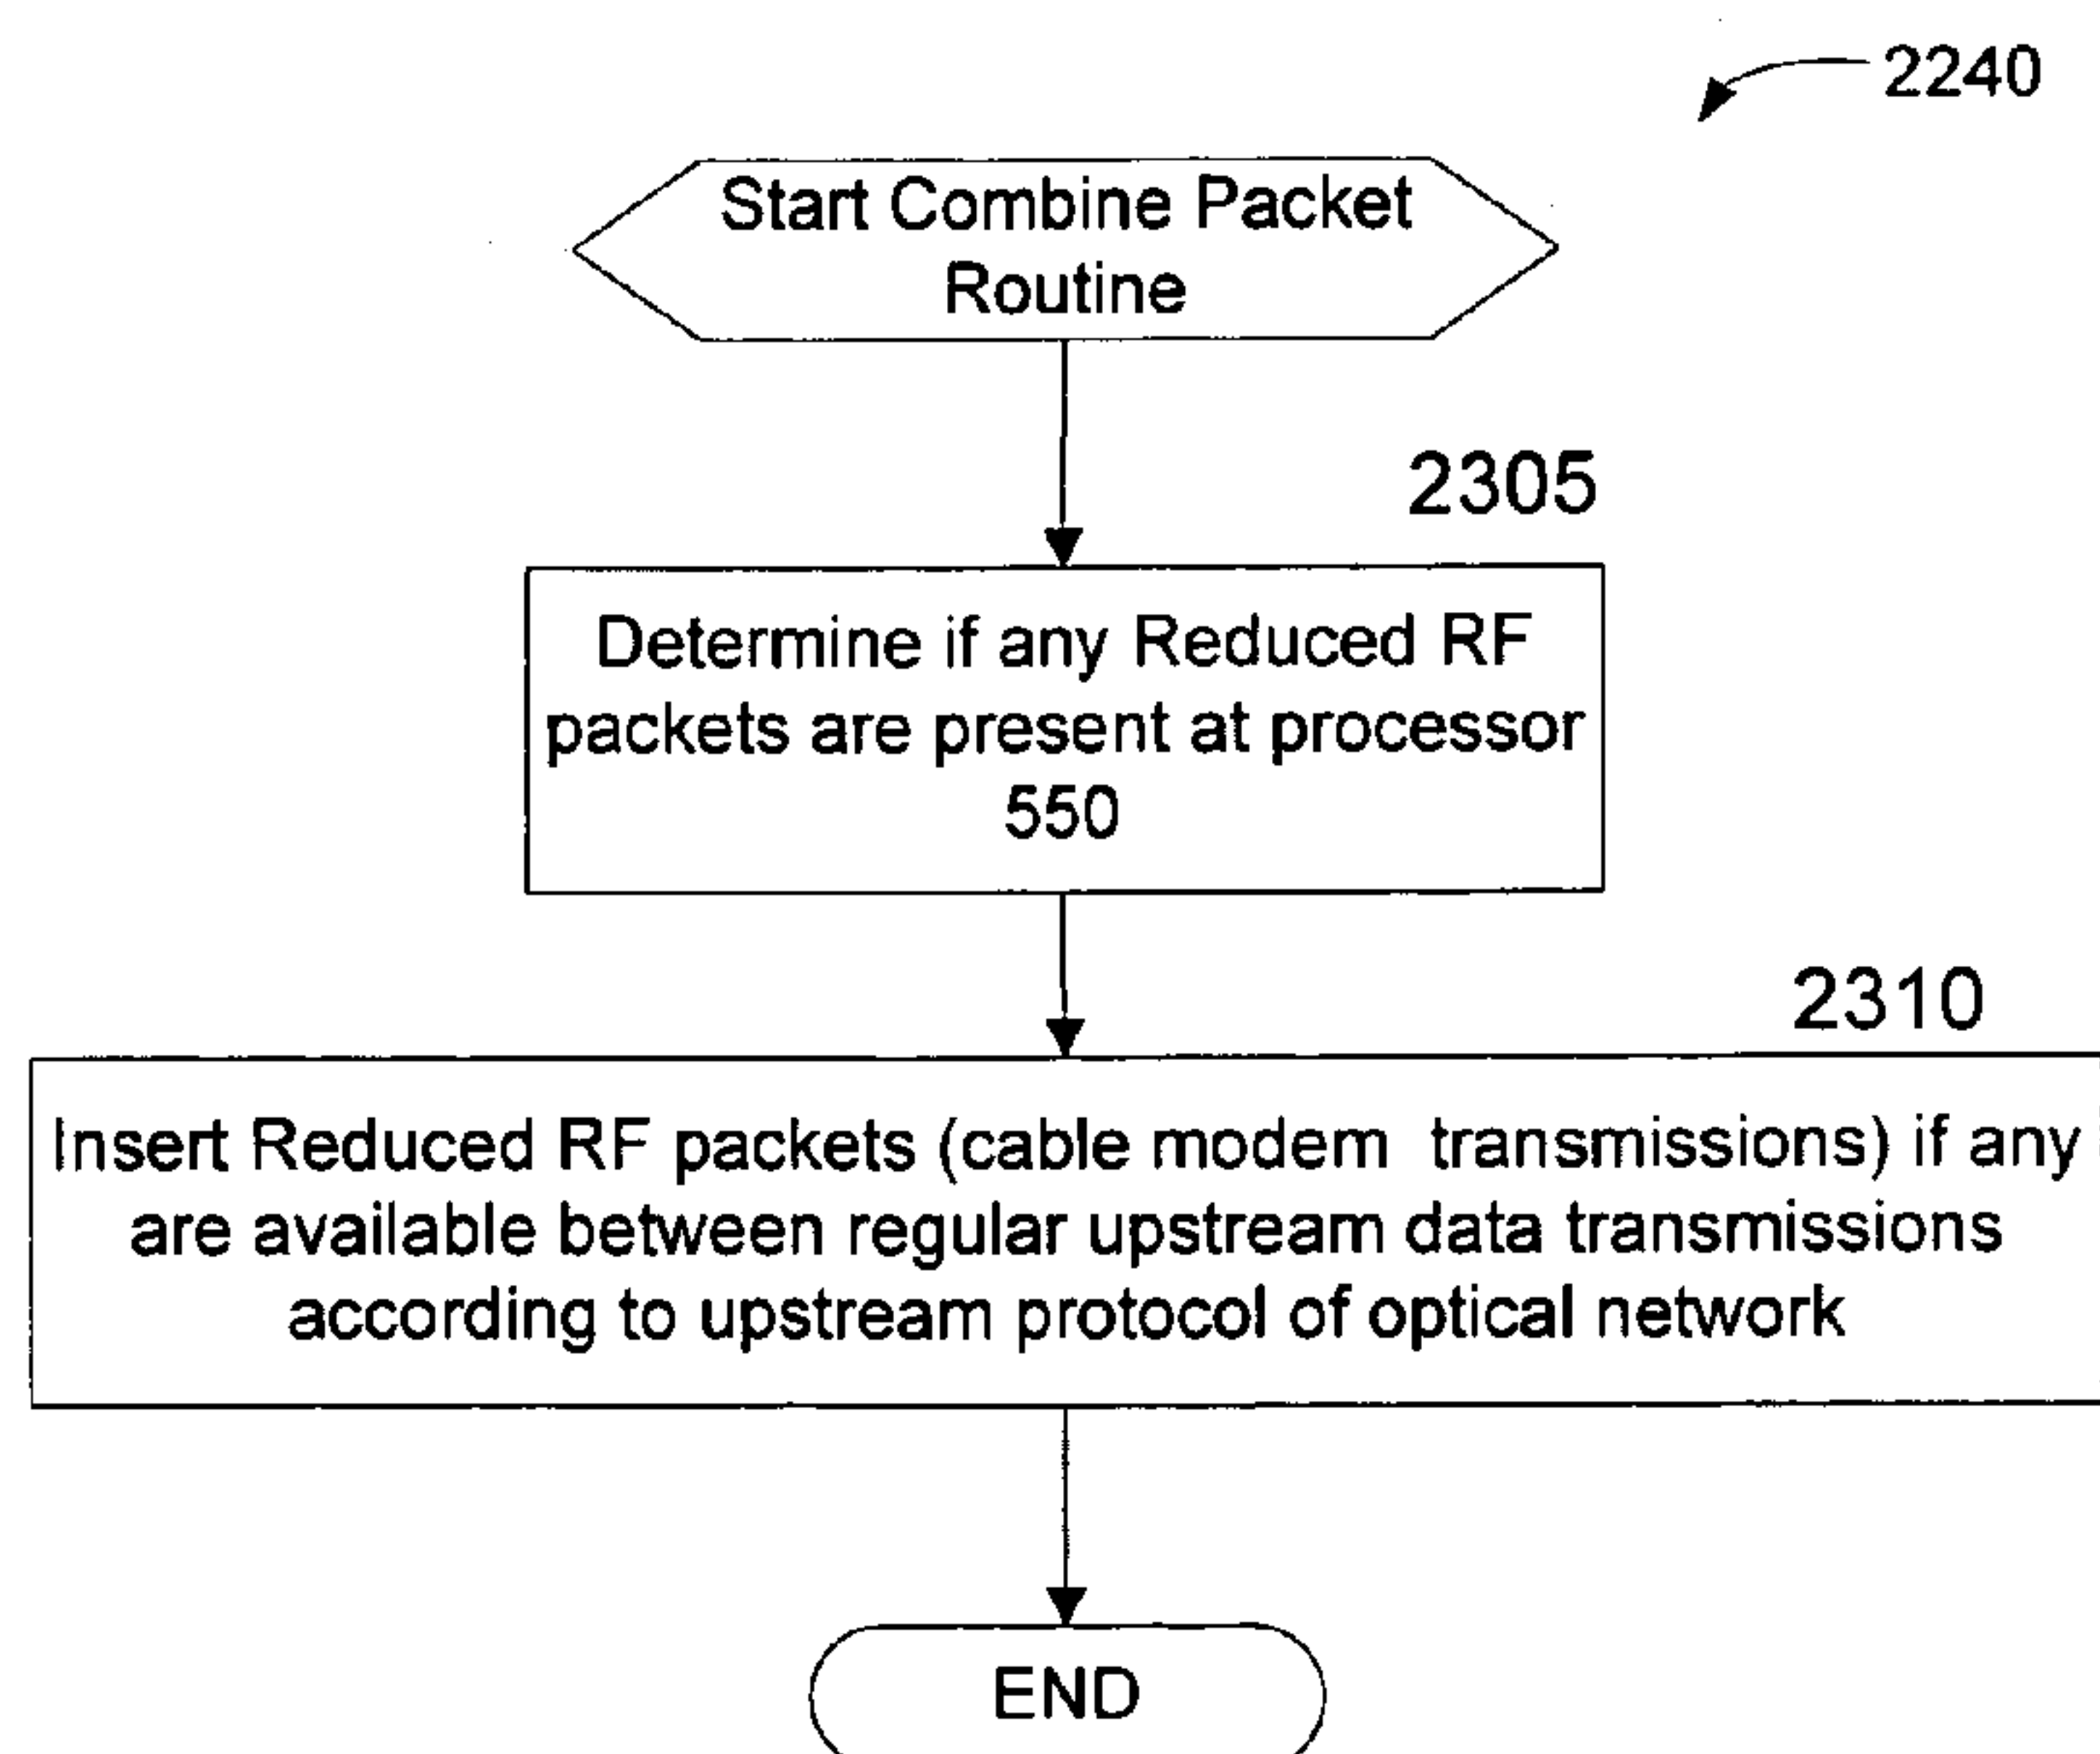 2240
Start Combine Packet
Routine
2305
Determine if any Reduced RF
packets are present at processor
550
2310
Insert Reduced RF packets (cable modem transmissions) if any
are available between regular upstream data transmissions
according to upstream protocol of optical network
END